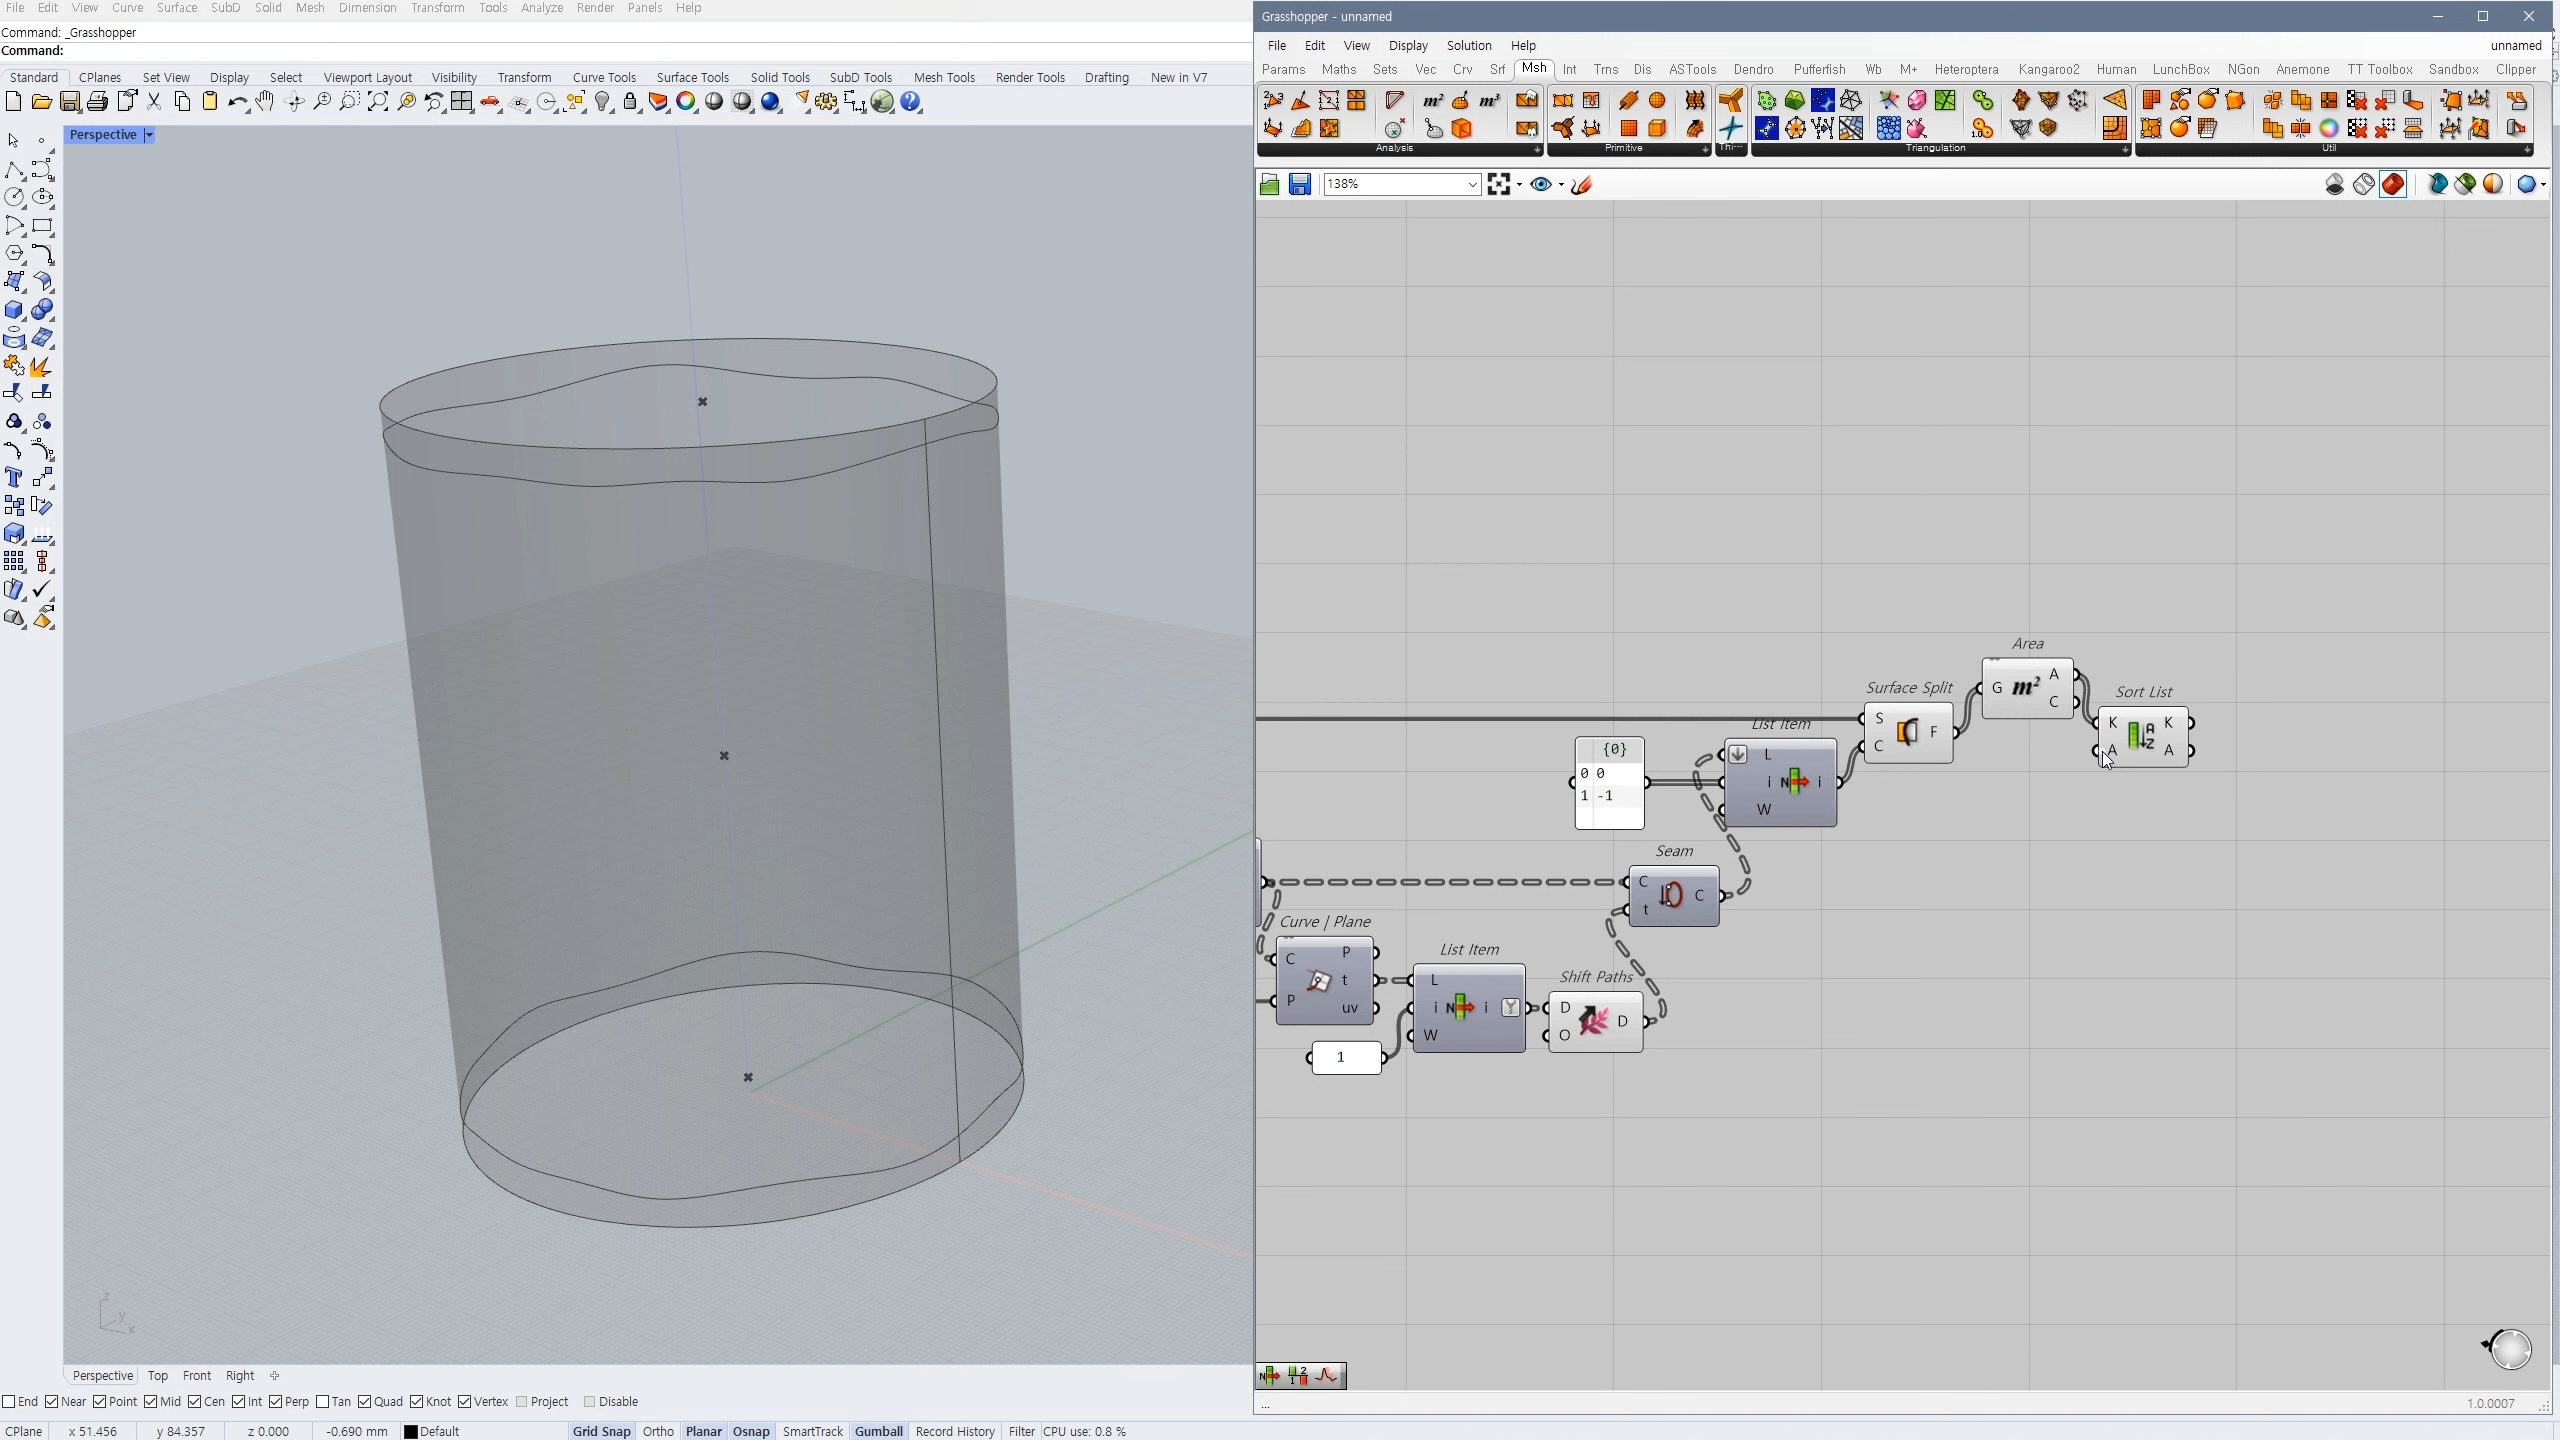 File Edit View Curve Surface SubD Solid Mesh Dimension Transform Tools Analyze Render Panels Help
Command: _Grasshopper
Command:
Standard CPlanes Set View Display Select Viewport Layout Visibility Transform Curve Tools Surface Tools Solid Tools SubD Tools Mesh Tools Render Tools Drafting New in V7
Perspective
z
y
x
Perspective Top Front Right
End Near Point Mid Cen Int Perp Tan Quad Knot Vertex Project Disable
CPlane x 51.456 y 84.357 z 0.000 -0.690 mm Default Grid Snap Ortho Planar Osnap SmartTrack Gumball Record History Filter CPU use: 0.8 %
Grasshopper - unnamed
File Edit View Display Solution Help unnamed
Params Maths Sets Vec Crv Srf Msh Int Trns Dis ASTools Dendro Pufferfish Wb M+ Heteroptera Kangaroo2 Human LunchBox NGon Anemone TT Toolbox Sandbox Clipper
Analysis Primitive Thi... Triangulation Util
138%
Area
G m² A
C
Sort List
K K
A A
Surface Split
S
C F
List Item
L
i N i
W
{0}
0 0
1 -1
Seam
C
t C
Curve | Plane
C P
t
P uv
List Item
L
i N i
W
Shift Paths
D D
O
1
1.0.0007